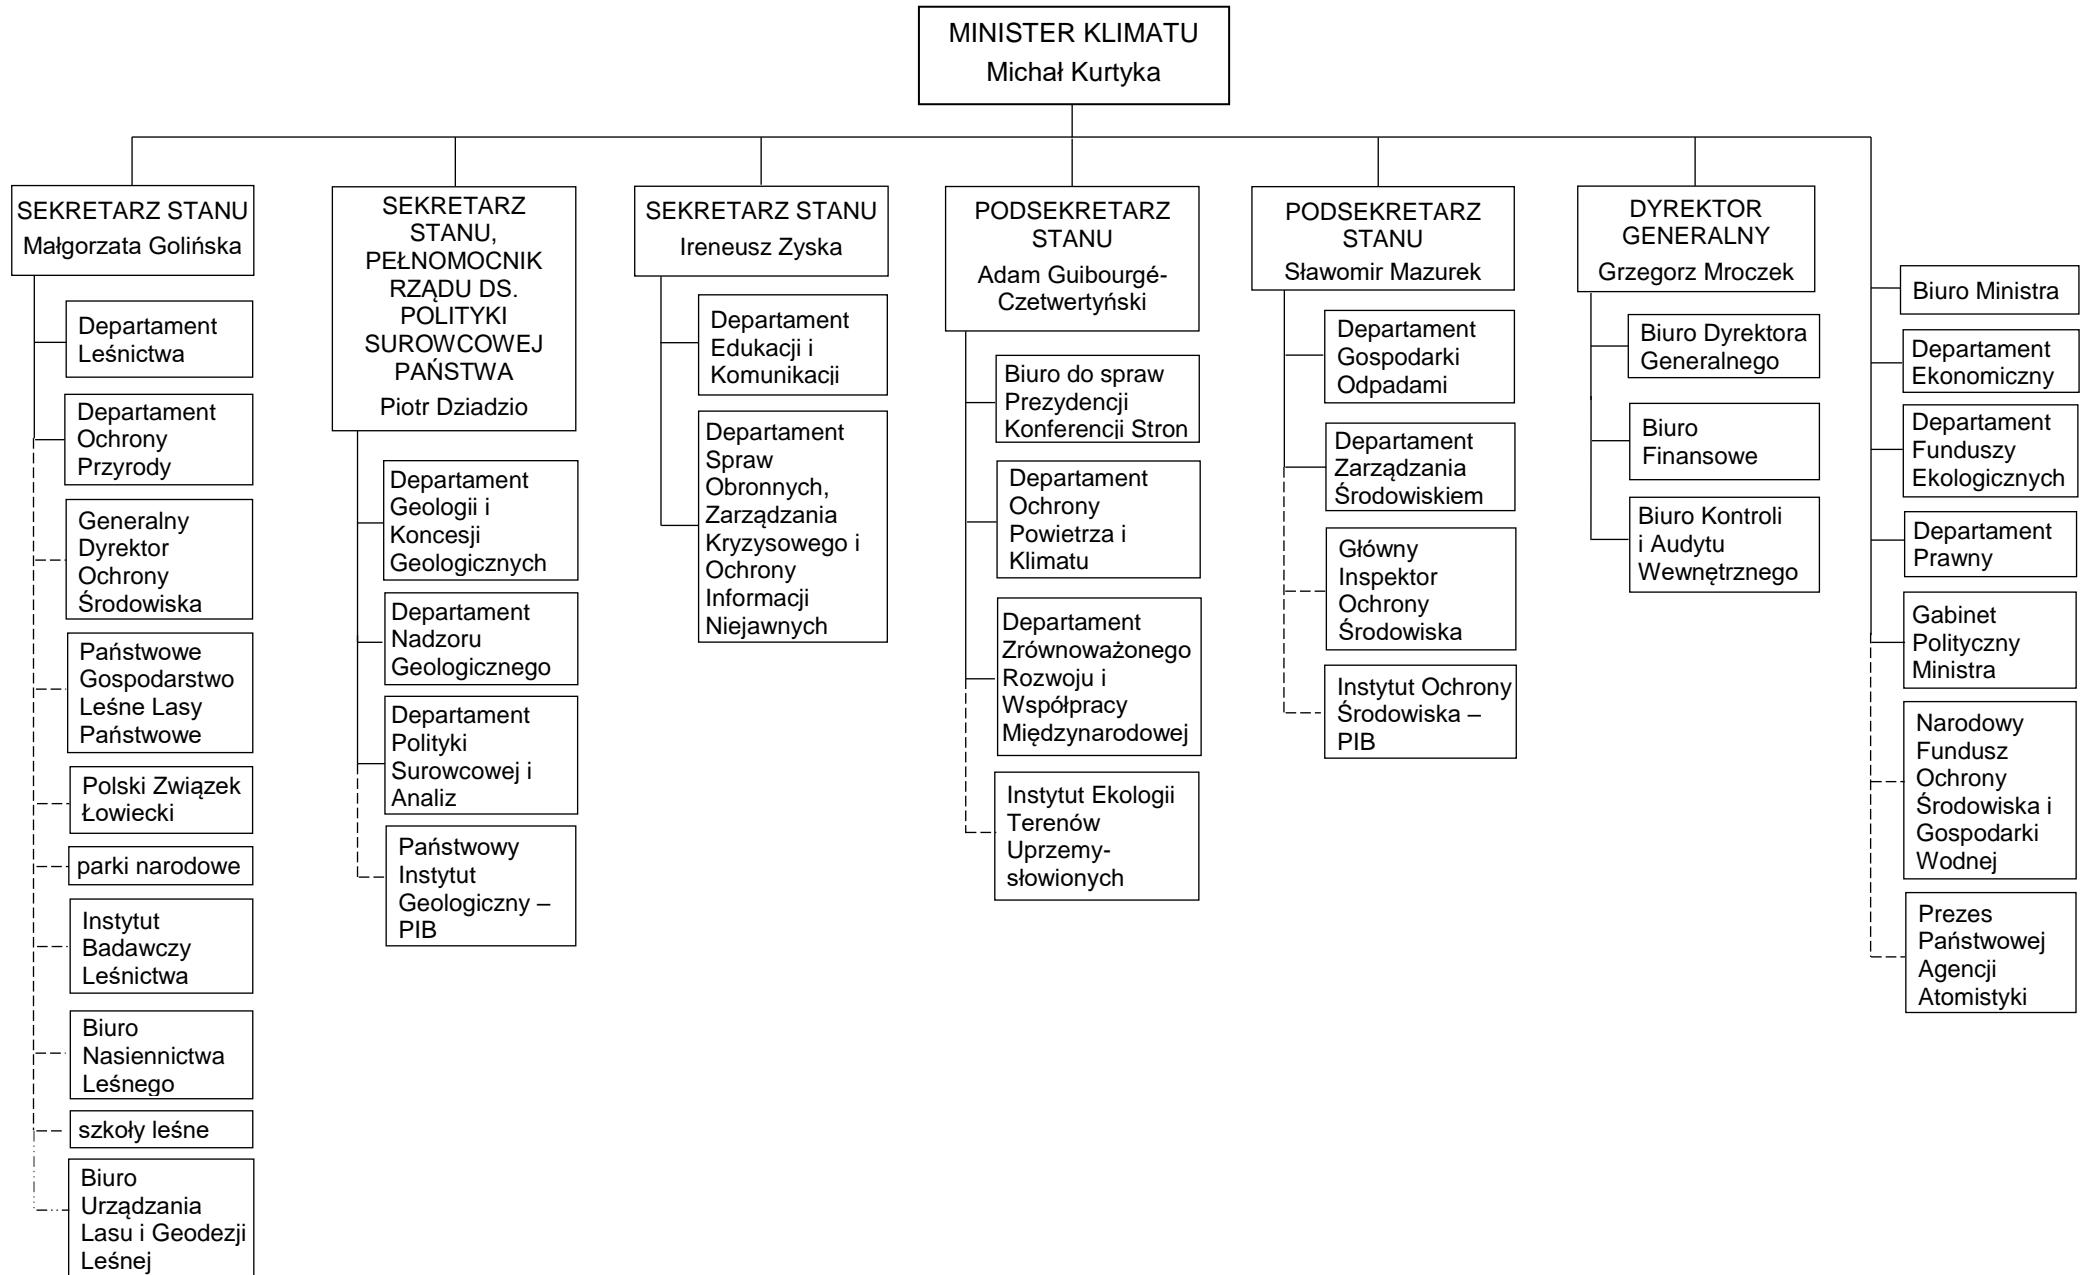 MINISTER KLIMATU
Michał Kurtyka
SEKRETARZ STANU
Małgorzata Golińska
Departament
Leśnictwa
Departament
Ochrony
Przyrody
Generalny
Dyrektor
Ochrony
Środowiska
Państwowe
Gospodarstwo
Leśne Lasy
Państwowe
Polski Związek
Łowiecki
parki narodowe
Instytut
Badawczy
Leśnictwa
Biuro
Nasiennictwa
Leśnego
szkoły leśne
Biuro
Urządzania
Lasu i Geodezji
Leśnej
SEKRETARZ
STANU,
PEŁNOMOCNIK
RZĄDU DS.
POLITYKI
SUROWCOWEJ
PAŃSTWA
Piotr Dziadzio
Departament
Geologii i
Koncesji
Geologicznych
Departament
Nadzoru
Geologicznego
Departament
Polityki
Surowcowej i
Analiz
Państwowy
Instytut
Geologiczny –
PIB
SEKRETARZ STANU
Ireneusz Zyska
Departament
Edukacji i
Komunikacji
Departament
Spraw
Obronnych,
Zarządzania
Kryzysowego i
Ochrony
Informacji
Niejawnych
PODSEKRETARZ
STANU
Adam Guibourgé-
Czetwertyński
Biuro do spraw
Prezydencji
Konferencji Stron
Departament
Ochrony
Powietrza i
Klimatu
Departament
Zrównoważonego
Rozwoju i
Współpracy
Międzynarodowej
Instytut Ekologii
Terenów
Uprzemy-
słowionych
PODSEKRETARZ
STANU
Sławomir Mazurek
Departament
Gospodarki
Odpadami
Departament
Zarządzania
Środowiskiem
Główny
Inspektor
Ochrony
Środowiska
Instytut Ochrony
Środowiska –
PIB
DYREKTOR
GENERALNY
Grzegorz Mroczek
Biuro Dyrektora
Generalnego
Biuro
Finansowe
Biuro Kontroli
i Audytu
Wewnętrznego
Biuro Ministra
Departament
Ekonomiczny
Departament
Funduszy
Ekologicznych
Departament
Prawny
Gabinet
Polityczny
Ministra
Narodowy
Fundusz
Ochrony
Środowiska i
Gospodarki
Wodnej
Prezes
Państwowej
Agencji
Atomistyki